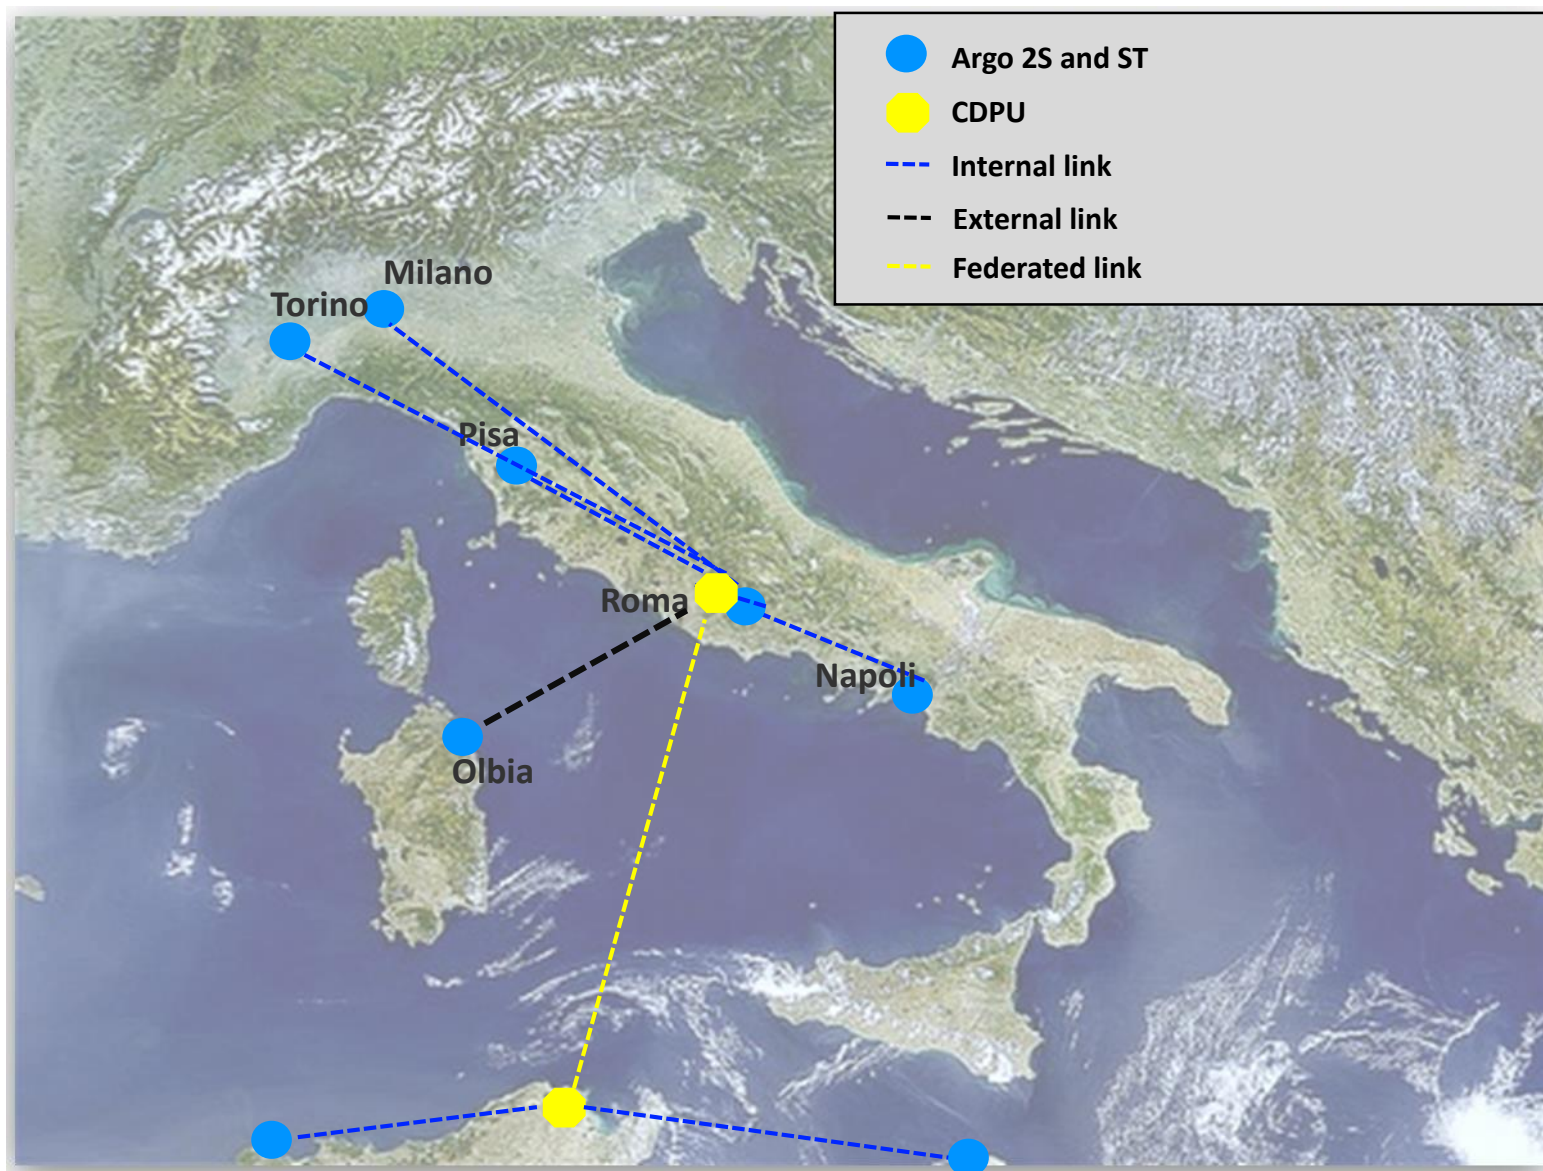 Argo 2S and ST
CDPU
Internal link
External link
Federated link
Milano
Torino
Pisa
Roma
Napoli
Olbia